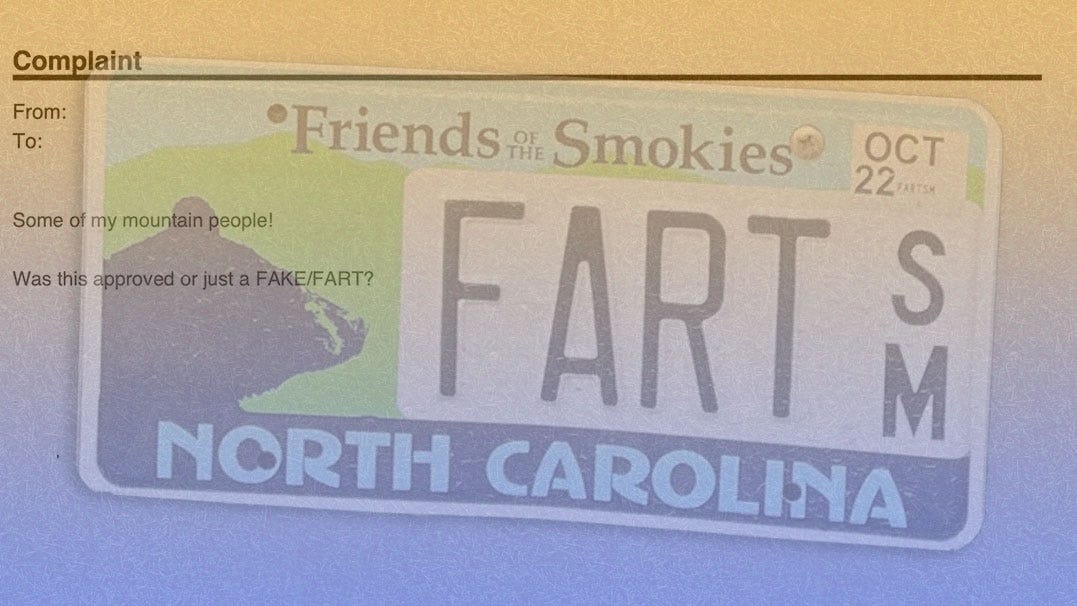 Complaint
From:
To:
Some of my mountain people!
Was this approved or just a FAKE/FART?
Friends OF THE Smokies
OCT
22 FARTSM
FART SM
NORTH CAROLINA